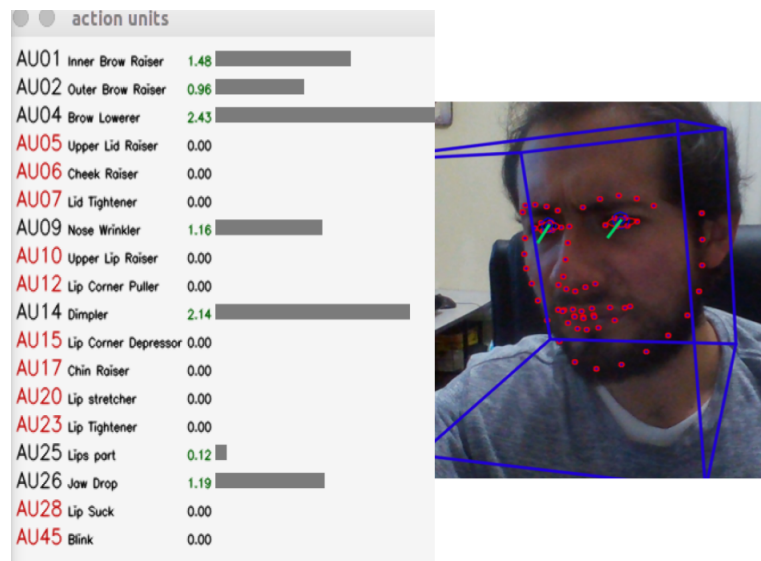 action units
AU01 Inner Brow Raiser 1.48
AU02 Outer Brow Raiser 0.96
AU04 Brow Lowerer 2.43
AU05 Upper Lid Raiser 0.00
AU06 Cheek Raiser 0.00
AU07 Lid Tightener 0.00
AU09 Nose Wrinkler 1.16
AU10 Upper Lip Raiser 0.00
AU12 Lip Corner Puller 0.00
AU14 Dimpler 2.14
AU15 Lip Corner Depressor 0.00
AU17 Chin Raiser 0.00
AU20 Lip stretcher 0.00
AU23 Lip Tightener 0.00
AU25 Lips part 0.12
AU26 Jaw Drop 1.19
AU28 Lip Suck 0.00
AU45 Blink 0.00